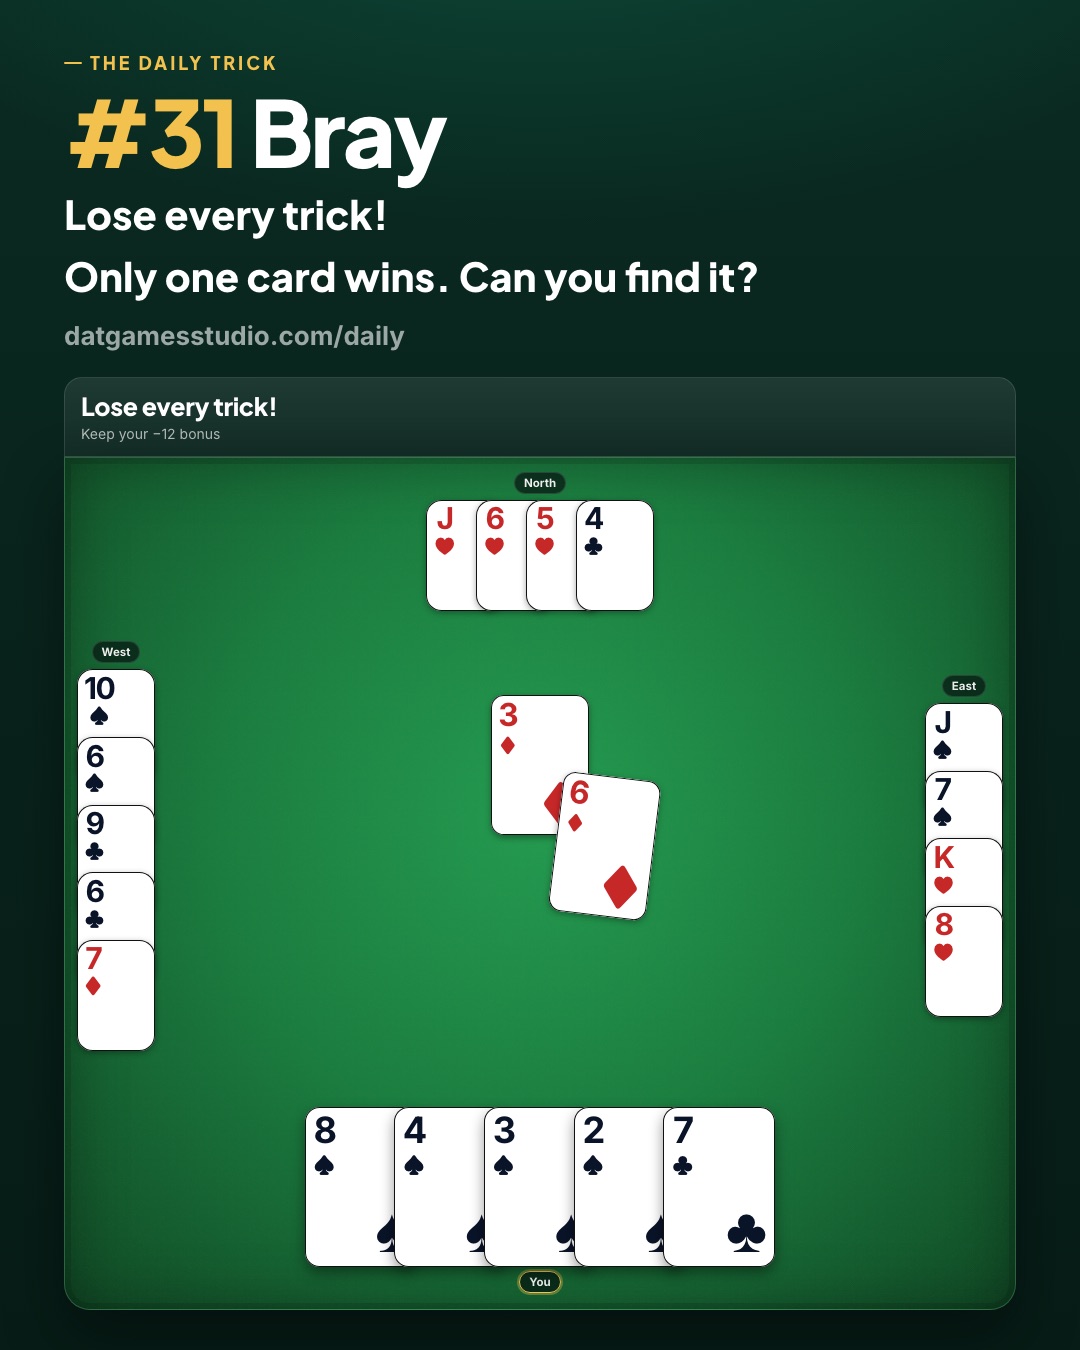 — THE DAILY TRICK
#31 Bray
Lose every trick!
Only one card wins. Can you find it?
datgamesstudio.com/daily
Lose every trick!
Keep your −12 bonus
North
J 6 5 4
West
10
6
9
6
7
3
6
East
J
7
K
8
8 4 3 2 7
You